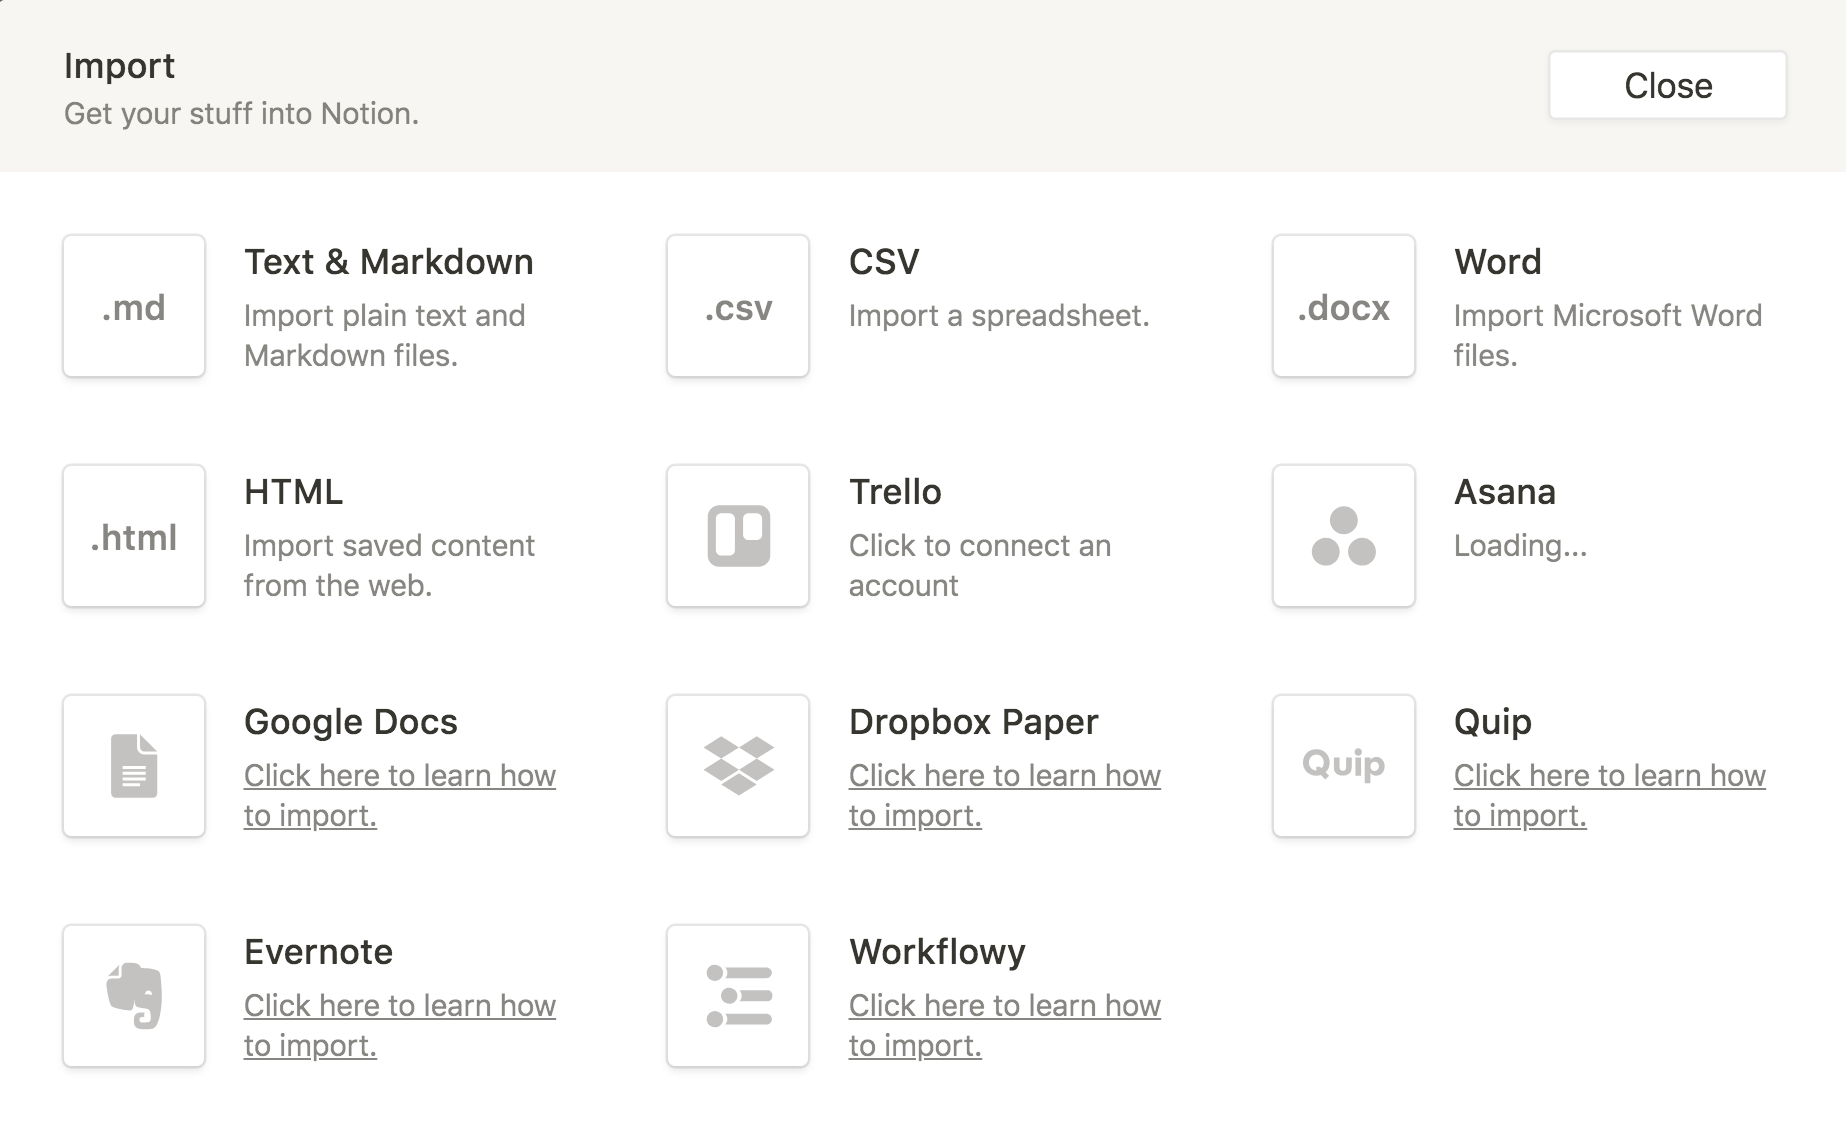 Import
Get your stuff into Notion.
Close
.md
Text & Markdown
Import plain text and
Markdown files.
.csv
CSV
Import a spreadsheet.
.docx
Word
Import Microsoft Word
files.
.html
HTML
Import saved content
from the web.
Trello
Click to connect an
account
Asana
Loading...
Google Docs
Click here to learn how
to import.
Dropbox Paper
Click here to learn how
to import.
Quip
Quip
Click here to learn how
to import.
Evernote
Click here to learn how
to import.
Workflowy
Click here to learn how
to import.